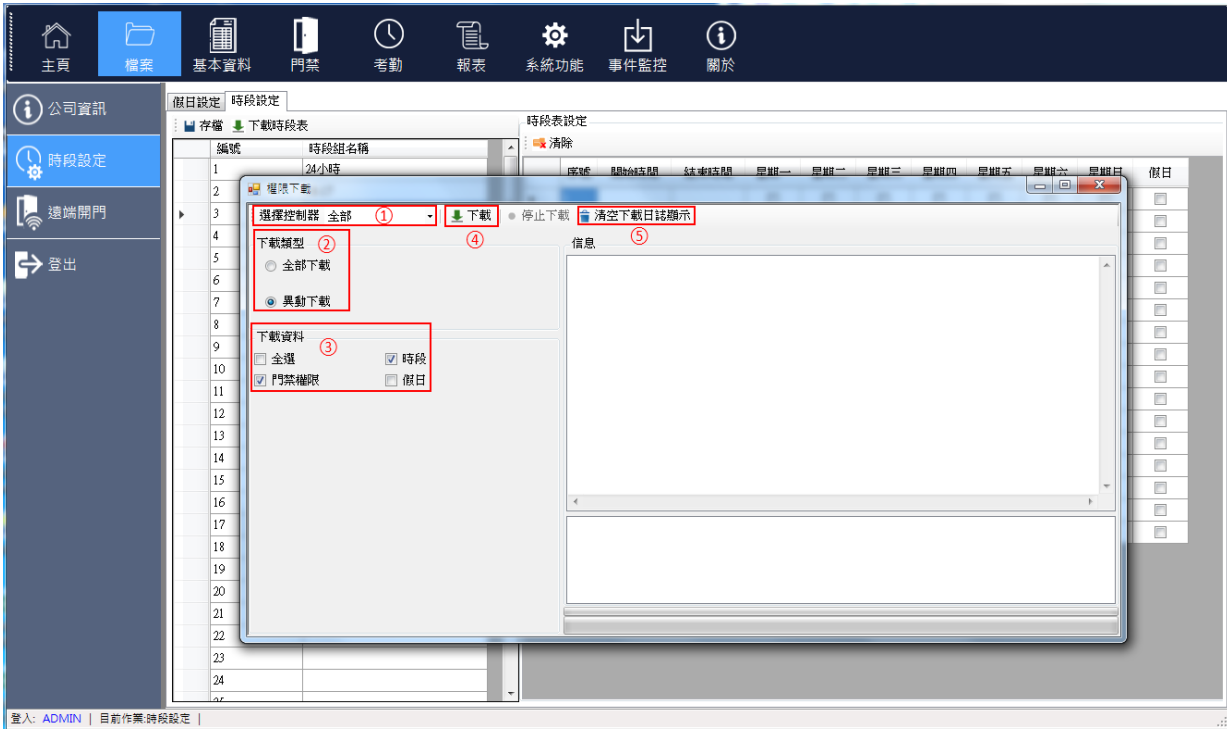 主頁 檔案 基本資料 門禁 考勤 報表 系統功能 事件監控 關於
公司資訊
時段設定
遠端開門
登出
假日設定 時段設定
存檔 下載時段表
編號 時段組名稱
1 24小時
2
3
4
5
6
7
8
9
10
11
12
13
14
15
16
17
18
19
20
21
22
23
24
時段表設定
清除
序號 開始時間 結束時間 星期一 星期二 星期三 星期四 星期五 星期六 星期日 假日
權限下載
選擇控制器 全部 ① 下載 停止下載 清空下載日誌顯示
④ ⑤
下載類型 ②
全部下載
異動下載
下載資料 ③
全選 時段
門禁權限 假日
信息
登入: ADMIN | 目前作業:時段設定 |